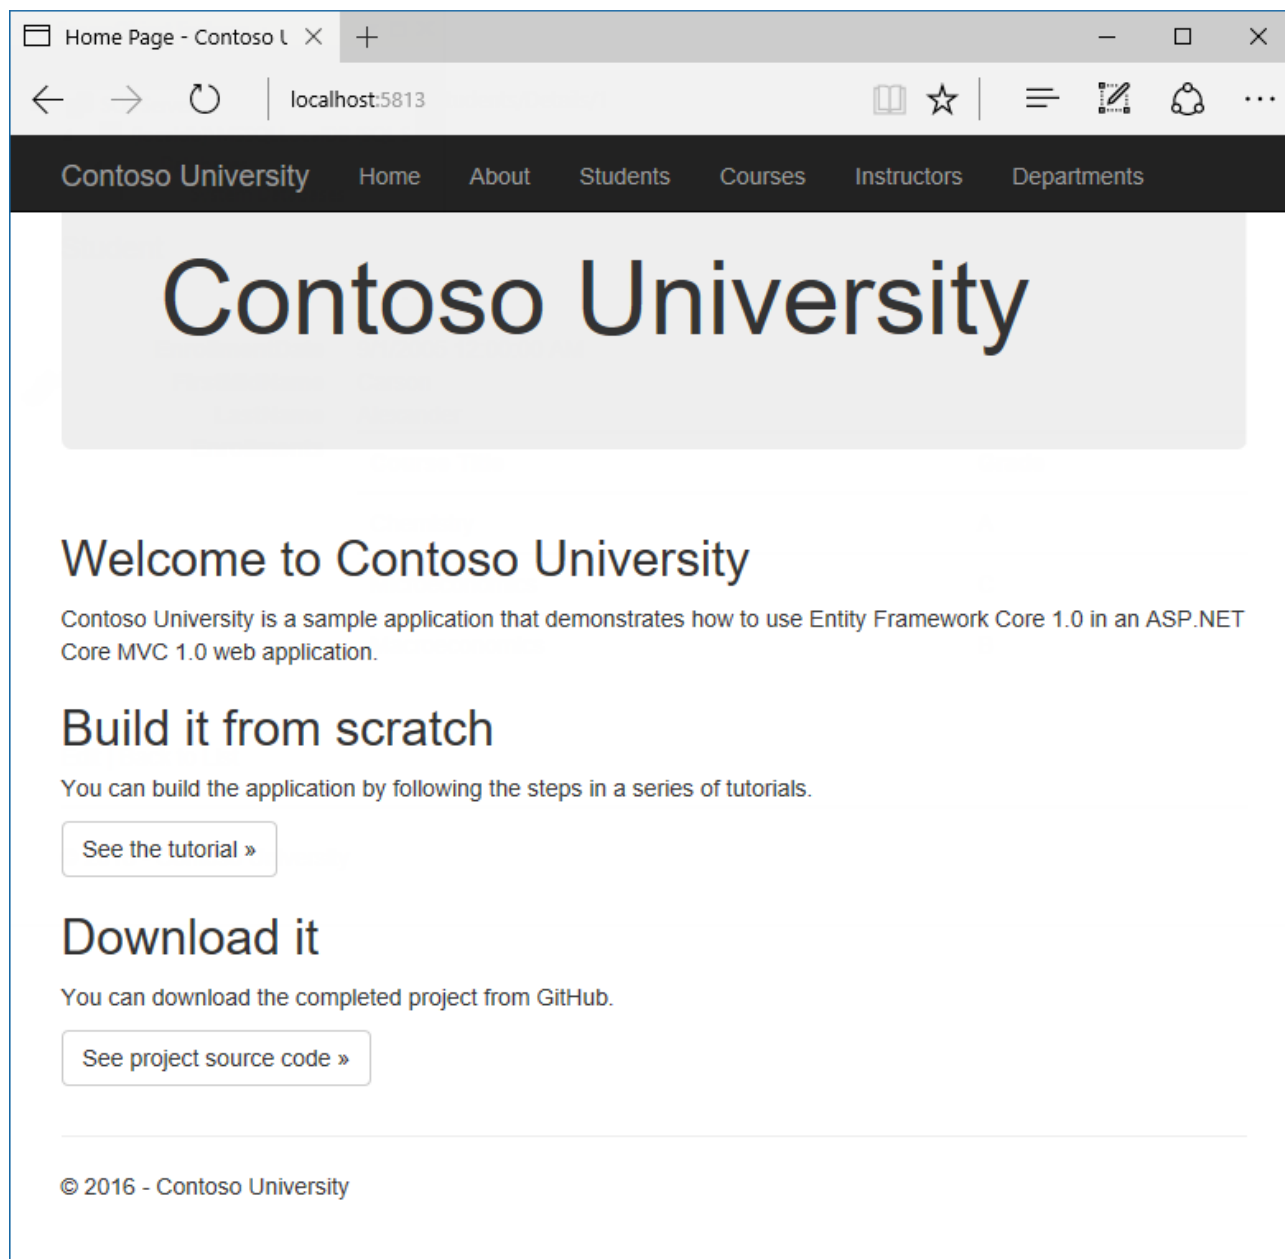 Home Page - Contoso U
localhost:5813
Contoso University Home About Students Courses Instructors Departments
Contoso University
Welcome to Contoso University
Contoso University is a sample application that demonstrates how to use Entity Framework Core 1.0 in an ASP.NET
Core MVC 1.0 web application.
Build it from scratch
You can build the application by following the steps in a series of tutorials.
See the tutorial »
Download it
You can download the completed project from GitHub.
See project source code »
© 2016 - Contoso University